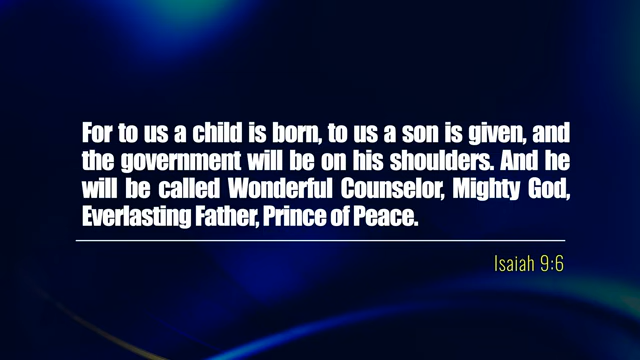 For to us a child is born, to us a son is given, and
the government will be on his shoulders. And he
will be called Wonderful Counselor, Mighty God,
Everlasting Father, Prince of Peace.
Isaiah 9:6